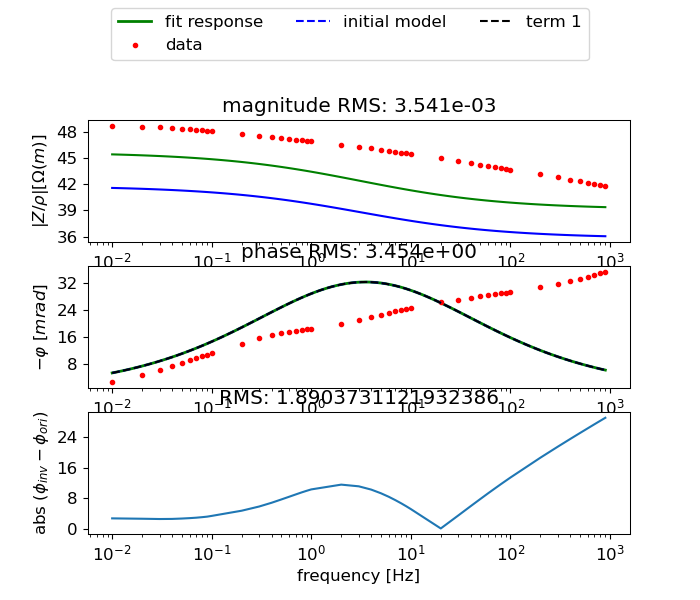 fit response initial model term 1
data
magnitude RMS: 3.541e-03
|Z/ρ|[Ω(m)]
48
45
42
39
36
10⁻² 10⁻¹ 10⁰ 10¹ 10² 10³
phase RMS: 3.454e+00
−φ [mrad]
32
24
16
8
10⁻² 10⁻¹ 10⁰ 10¹ 10² 10³
RMS: 1.8903731121932386
abs (ϕᵢₙᵥ − ϕₒᵣᵢ)
24
16
8
0
10⁻² 10⁻¹ 10⁰ 10¹ 10² 10³
frequency [Hz]